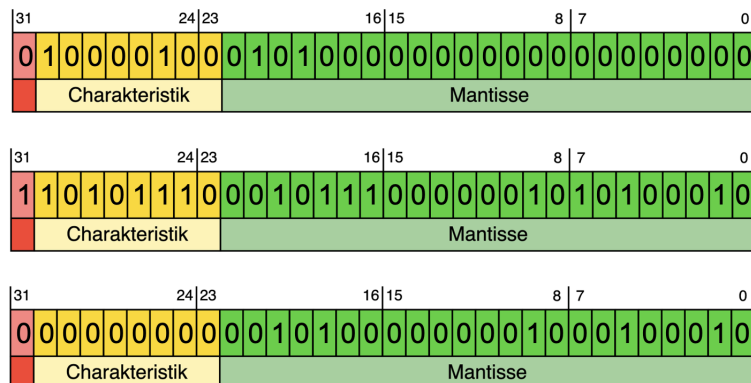 31 24 23 16 15 8 7 0
0 1 0 0 0 0 1 0 0 0 1 0 1 0 0 0 0 0 0 0 0 0 0 0 0 0 0 0 0 0 0 0
Charakteristik Mantisse
31 24 23 16 15 8 7 0
1 1 0 1 0 1 1 1 0 0 0 1 0 1 1 1 0 0 0 0 0 0 1 0 1 0 1 0 0 0 1 0
Charakteristik Mantisse
31 24 23 16 15 8 7 0
0 0 0 0 0 0 0 0 0 0 0 1 0 1 0 0 0 0 0 0 0 0 1 0 0 0 1 0 0 0 1 0
Charakteristik Mantisse